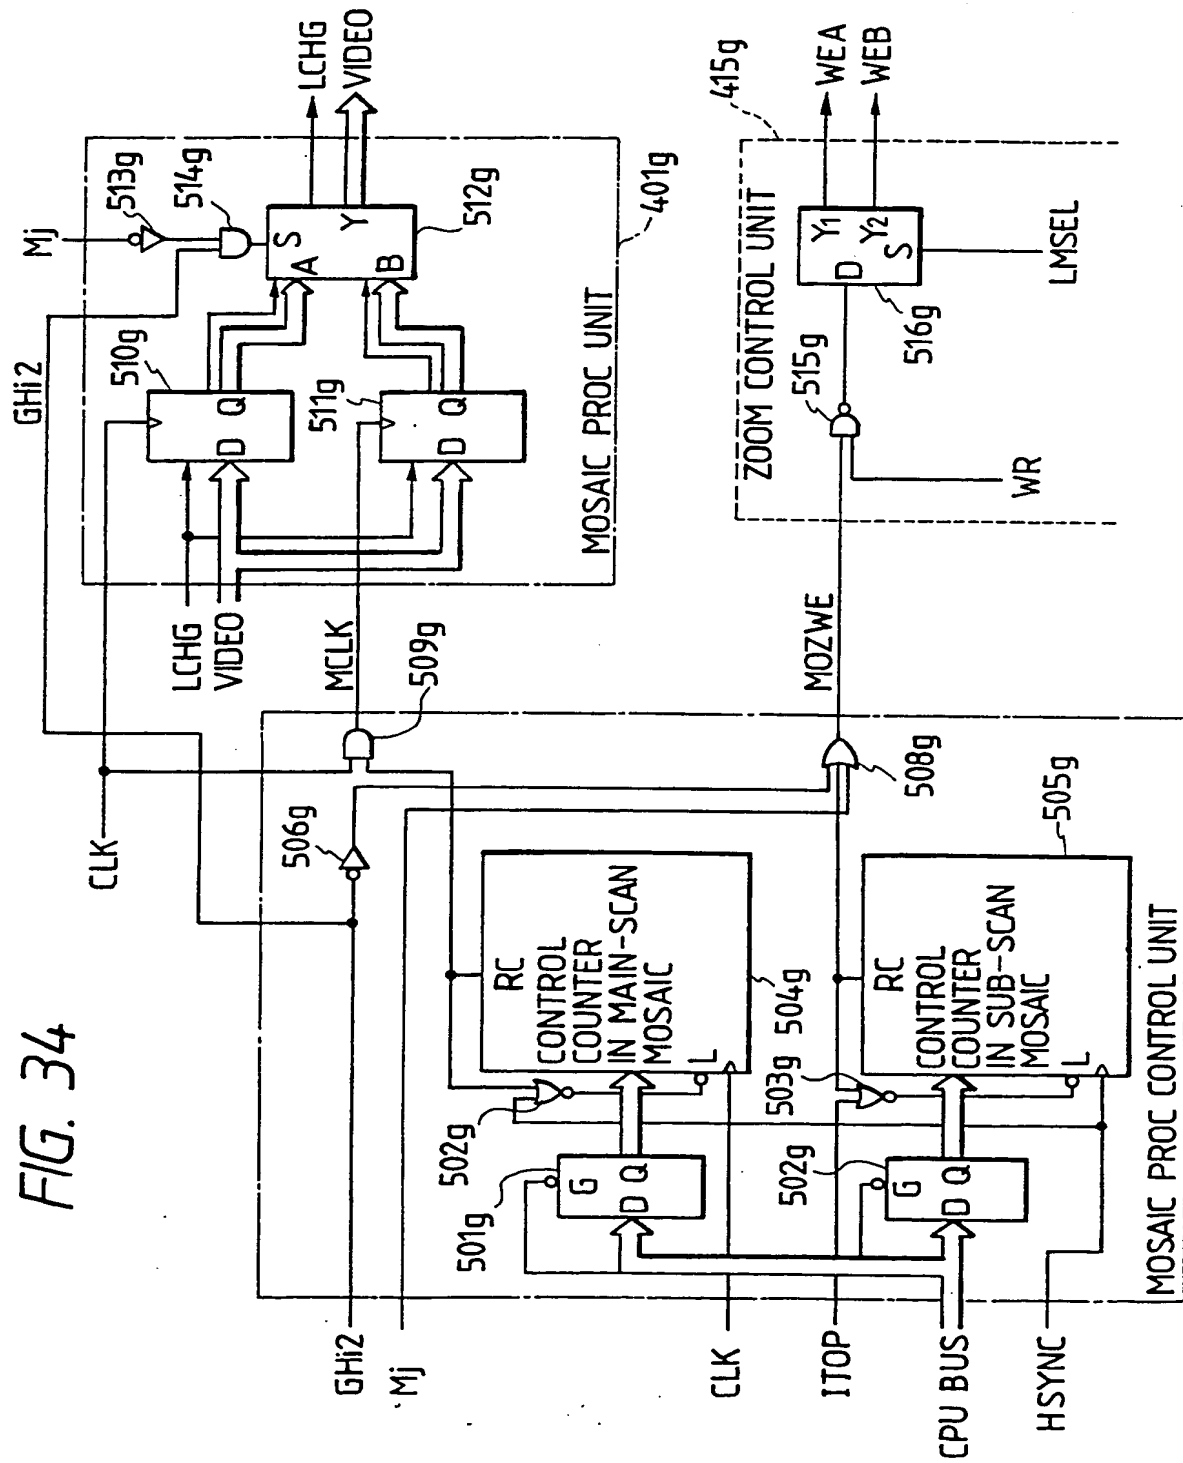 FIG. 34
GHi2
Mj
CLK
ITOP
CPU BUS
HSYNC
CLK
GHi2
506g
501g
G
D Q
502g
RC
CONTROL
COUNTER
IN MAIN-SCAN
MOSAIC
L
504g
502g
G
D Q
503g
RC
CONTROL
COUNTER
IN SUB-SCAN
MOSAIC
L
505g
508g
509g
MOSAIC PROC CONTROL UNIT
MCLK
MOZWE
LCHG
VIDEO
510g
D Q
511g
D Q
Mj
513g
514g
S
A
B
Y
512g
LCHG
VIDEO
MOSAIC PROC UNIT
401g
ZOOM CONTROL UNIT
415g
515g
WR
D
Y1
Y2
S
516g
LMSEL
WEA
WEB